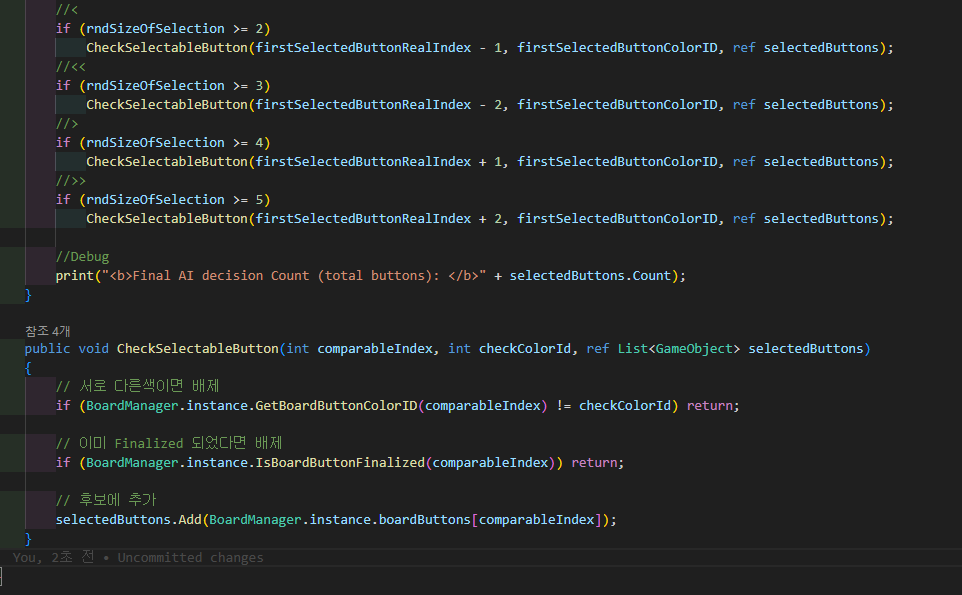 //<
if (rndSizeOfSelection >= 2)
CheckSelectableButton(firstSelectedButtonRealIndex - 1, firstSelectedButtonColorID, ref selectedButtons);
//<<
if (rndSizeOfSelection >= 3)
CheckSelectableButton(firstSelectedButtonRealIndex - 2, firstSelectedButtonColorID, ref selectedButtons);
//>
if (rndSizeOfSelection >= 4)
CheckSelectableButton(firstSelectedButtonRealIndex + 1, firstSelectedButtonColorID, ref selectedButtons);
//>>
if (rndSizeOfSelection >= 5)
CheckSelectableButton(firstSelectedButtonRealIndex + 2, firstSelectedButtonColorID, ref selectedButtons);
//Debug
print("<b>Final AI decision Count (total buttons): </b>" + selectedButtons.Count);
}
참조 4개
public void CheckSelectableButton(int comparableIndex, int checkColorId, ref List<GameObject> selectedButtons)
{
// 서로 다른색이면 배제
if (BoardManager.instance.GetBoardButtonColorID(comparableIndex) != checkColorId) return;
// 이미 Finalized 되었다면 배제
if (BoardManager.instance.IsBoardButtonFinalized(comparableIndex)) return;
// 후보에 추가
selectedButtons.Add(BoardManager.instance.boardButtons[comparableIndex]);
}
You, 2초 전 • Uncommitted changes